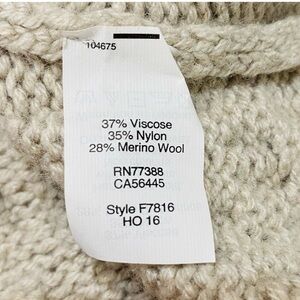 104675
37% Viscose
35% Nylon
28% Merino Wool
RN77388
CA56445
Style F7816
HO 16